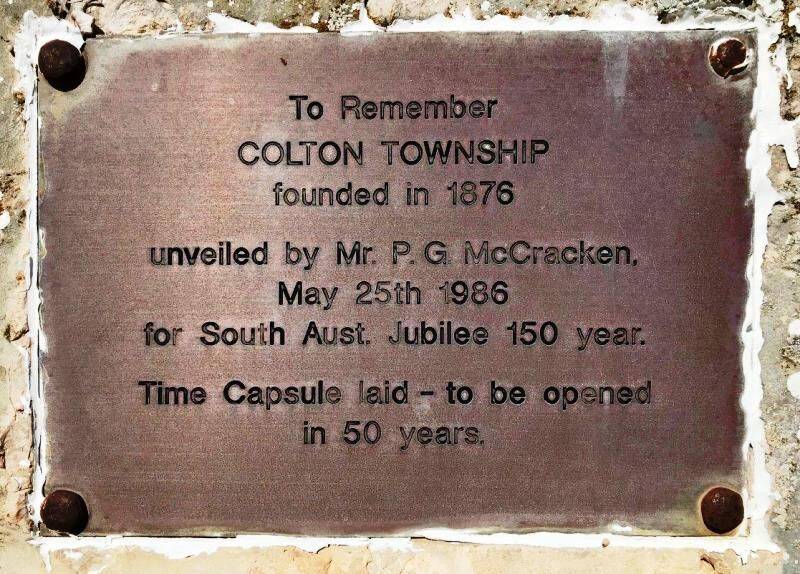 To Remember
COLTON TOWNSHIP
founded in 1876
unveiled by Mr. P. G McCracken,
May 25th 1986
for South Aust. Jubilee 150 year.
Time Capsule laid – to be opened
in 50 years.